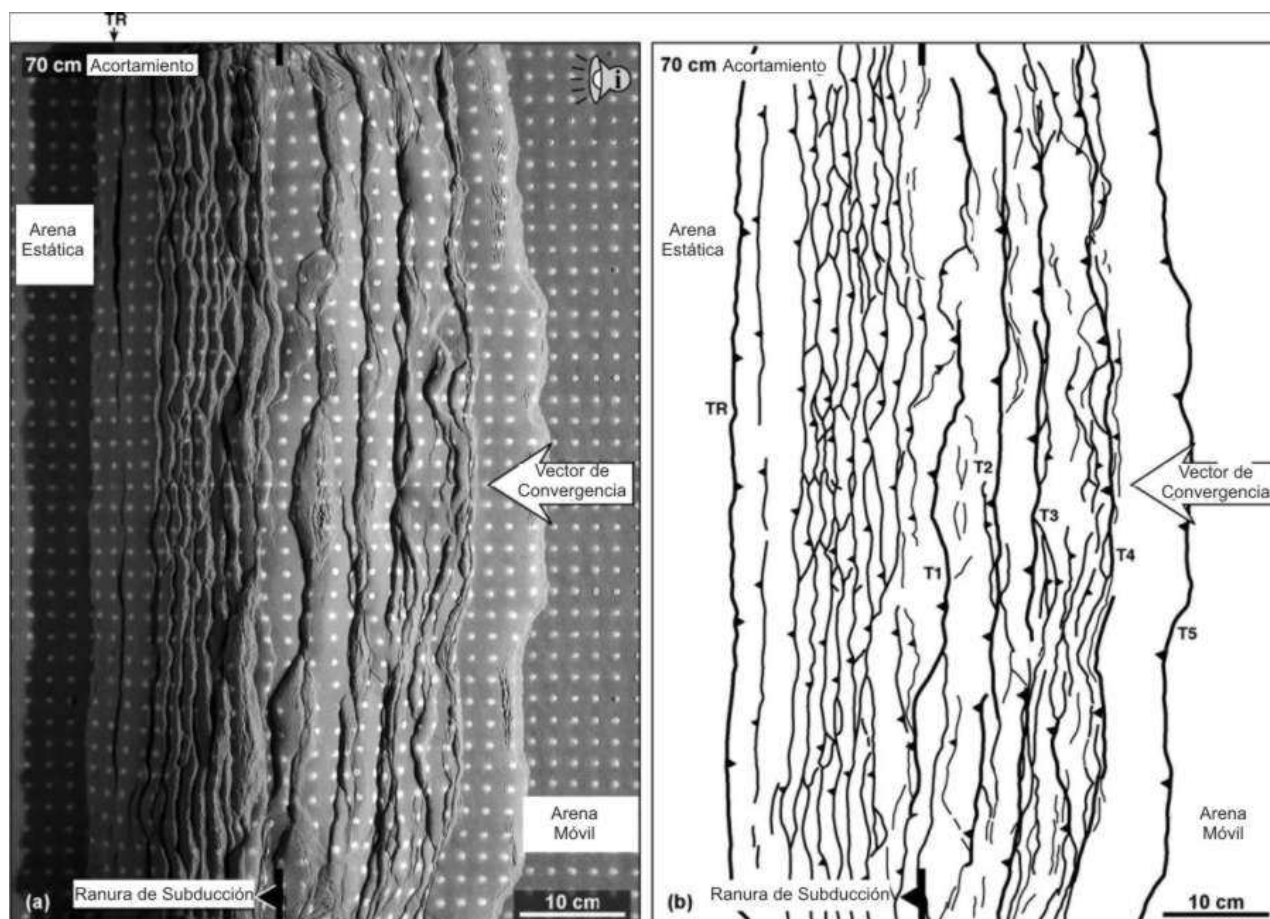 TR
70 cm Acortamiento
i
Arena
Estática
Vector de
Convergencia
Arena
Móvil
Ranura de Subducción
(a)
10 cm
70 cm Acortamiento
Arena
Estática
TR
T2
T3
T1
T4
T5
Vector de
Convergencia
Arena
Móvil
Ranura de Subducción
(b)
10 cm